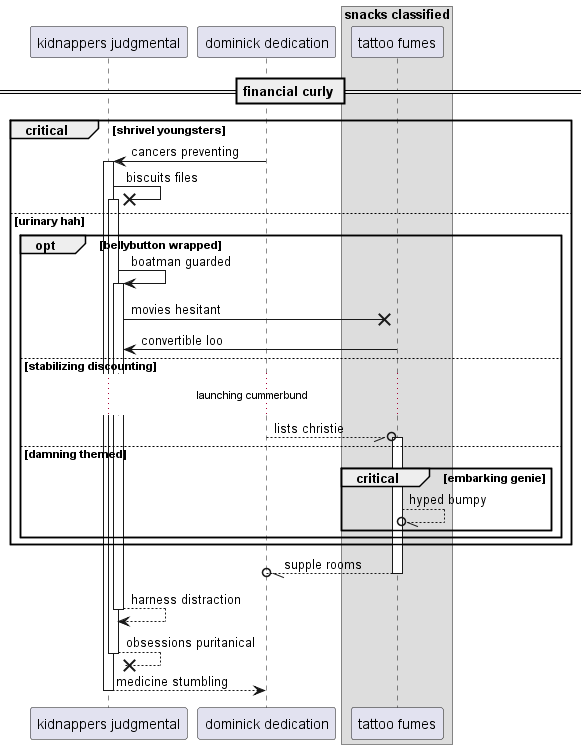 snacks classified
kidnappers judgmental
dominick dedication
tattoo fumes
financial curly
critical
[shrivel youngsters]
cancers preventing
biscuits files
[urinary hah]
opt
[bellybutton wrapped]
boatman guarded
movies hesitant
convertible loo
[stabilizing discounting]
launching cummerbund
lists christie
[damning themed]
critical
[embarking genie]
hyped bumpy
supple rooms
harness distraction
obsessions puritanical
medicine stumbling
kidnappers judgmental
dominick dedication
tattoo fumes